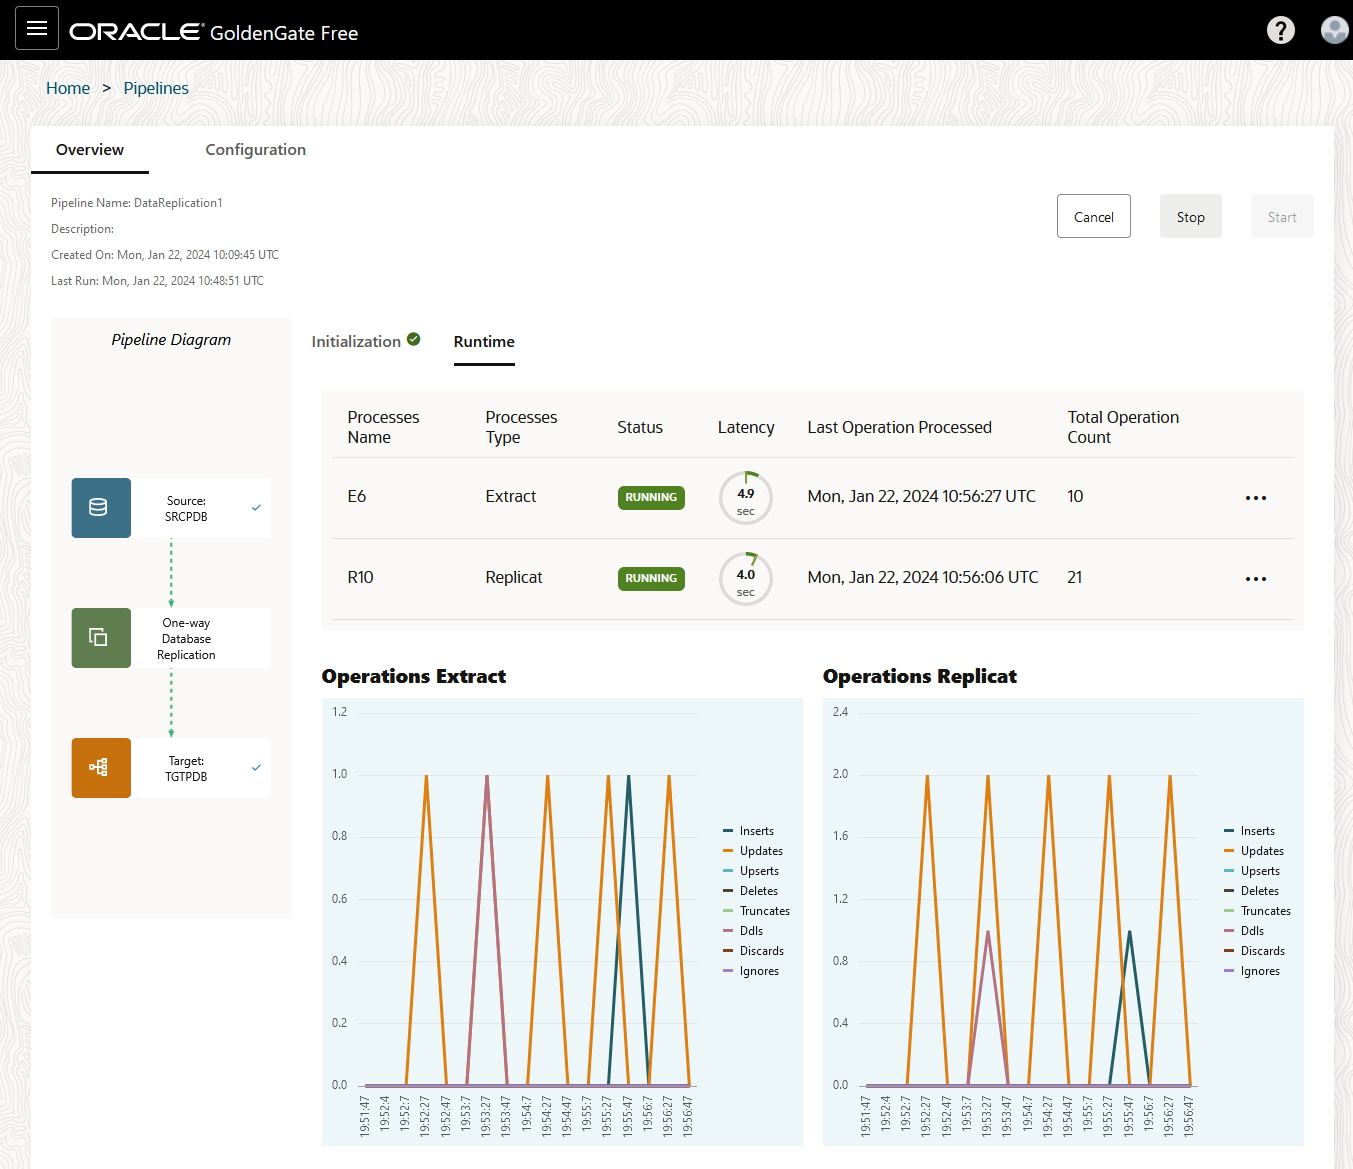 ORACLE GoldenGate Free
?
Home > Pipelines
Overview Configuration
Pipeline Name: DataReplication1
Description:
Created On: Mon, Jan 22, 2024 10:09:45 UTC
Last Run: Mon, Jan 22, 2024 10:48:51 UTC
Cancel Stop Start
Pipeline Diagram
Source:
SRCPDB
One-way
Database
Replication
Target:
TGTPDB
Initialization Runtime
Processes Name Processes Type Status Latency Last Operation Processed Total Operation Count
E6 Extract RUNNING 4.9 sec Mon, Jan 22, 2024 10:56:27 UTC 10 ...
R10 Replicat RUNNING 4.0 sec Mon, Jan 22, 2024 10:56:06 UTC 21 ...
Operations Extract
1.2
1.0
0.8
0.6
0.4
0.2
0.0
19:51:47 19:52:4 19:52:7 19:52:27 19:52:47 19:53:7 19:53:27 19:53:47 19:54:7 19:54:27 19:54:47 19:55:7 19:55:27 19:55:47 19:56:7 19:56:27 19:56:47
Inserts
Updates
Upserts
Deletes
Truncates
Ddls
Discards
Ignores
Operations Replicat
2.4
2.0
1.6
1.2
0.8
0.4
0.0
19:51:47 19:52:4 19:52:7 19:52:27 19:52:47 19:53:7 19:53:27 19:53:47 19:54:7 19:54:27 19:54:47 19:55:7 19:55:27 19:55:47 19:56:7 19:56:27 19:56:47
Inserts
Updates
Upserts
Deletes
Truncates
Ddls
Discards
Ignores